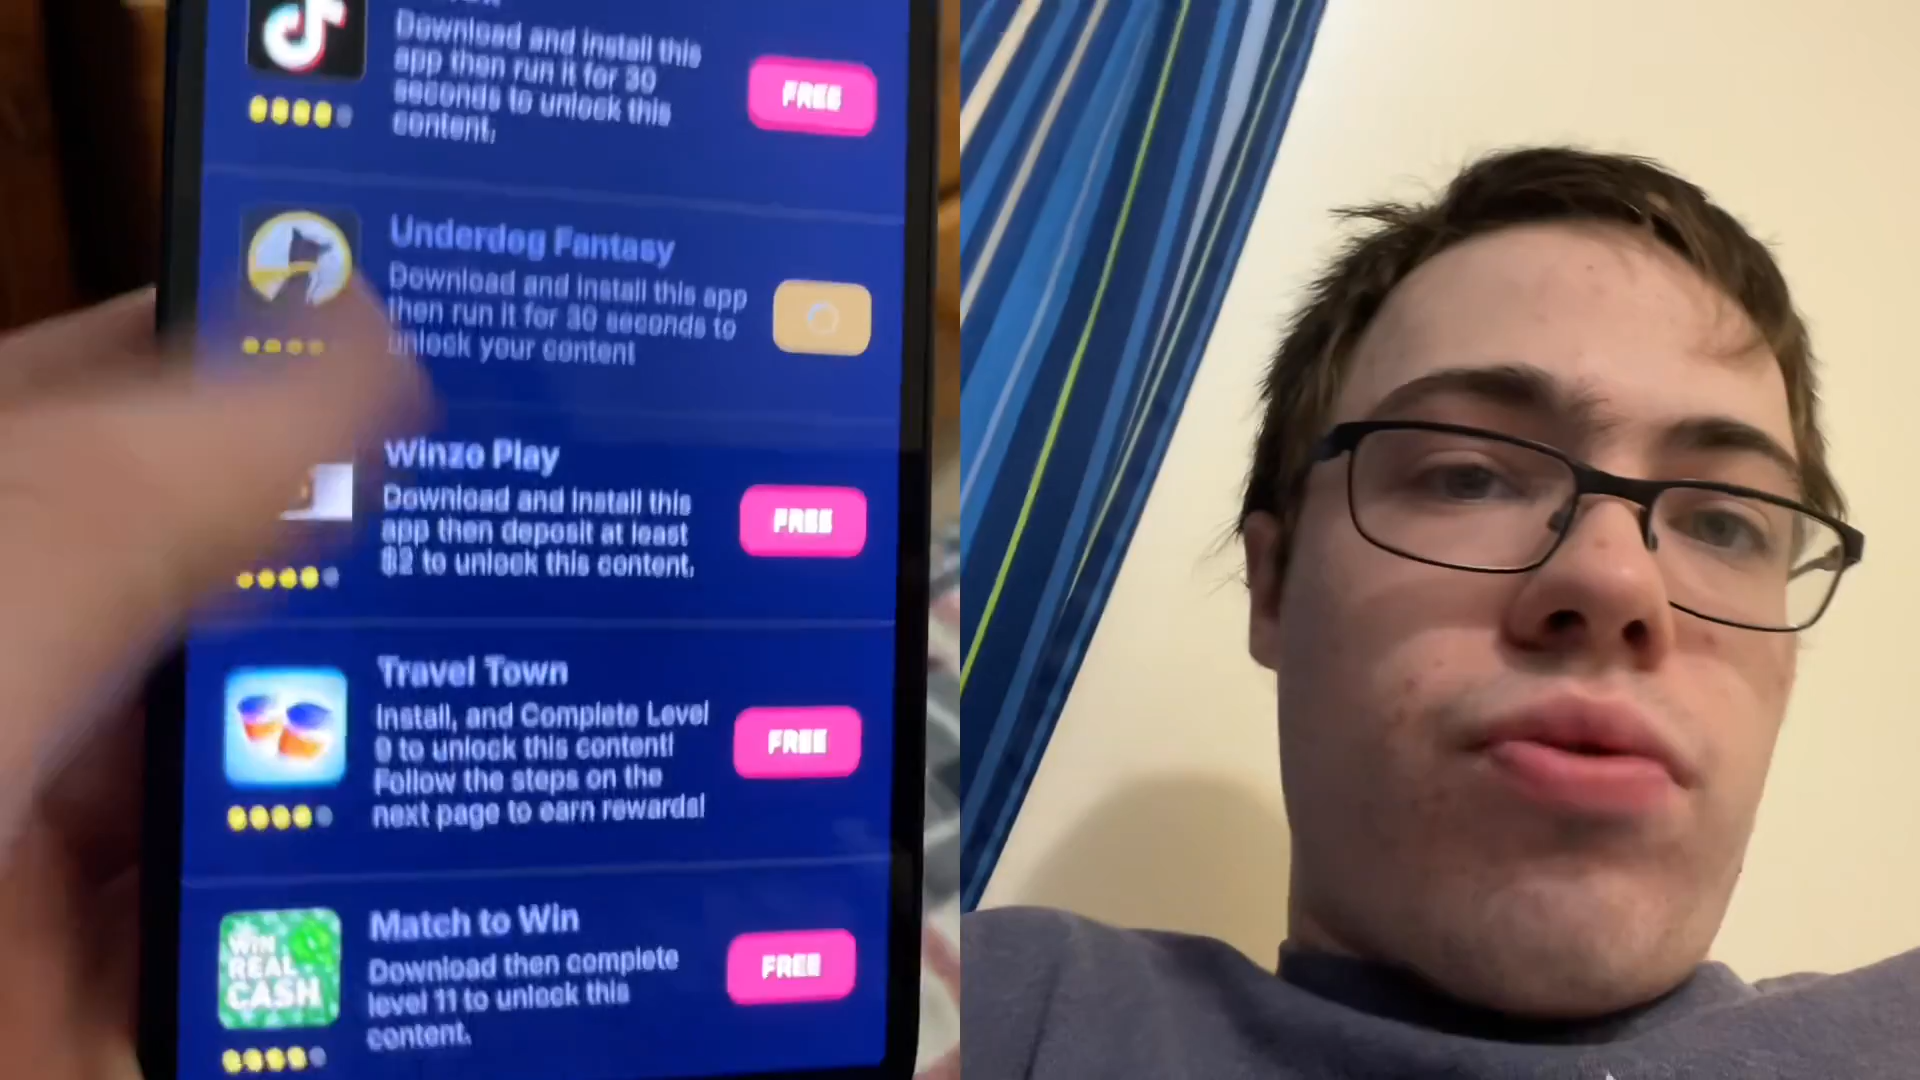 Download and install this
app then run it for 30
seconds to unlock this
content.
FREE
Underdog Fantasy
Download and install this app
then run it for 30 seconds to
unlock your content
Winzo Play
Download and install this
app then deposit at least
$2 to unlock this content.
FREE
Travel Town
Install, and Complete Level
9 to unlock this content!
Follow the steps on the
next page to earn rewards!
FREE
WIN
REAL
CASH
Match to Win
Download then complete
level 11 to unlock this
content.
FREE